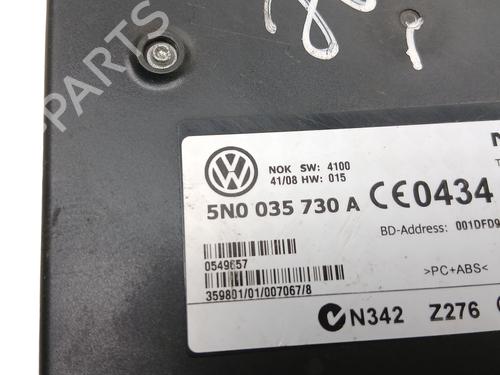 PARTS
NOK SW: 4100
41/08 HW: 015
5N0 035 730 A CE0434
BD-Address: 001DFD9
0549657
>PC+ABS<
359801/01/007067/8
N342 Z276